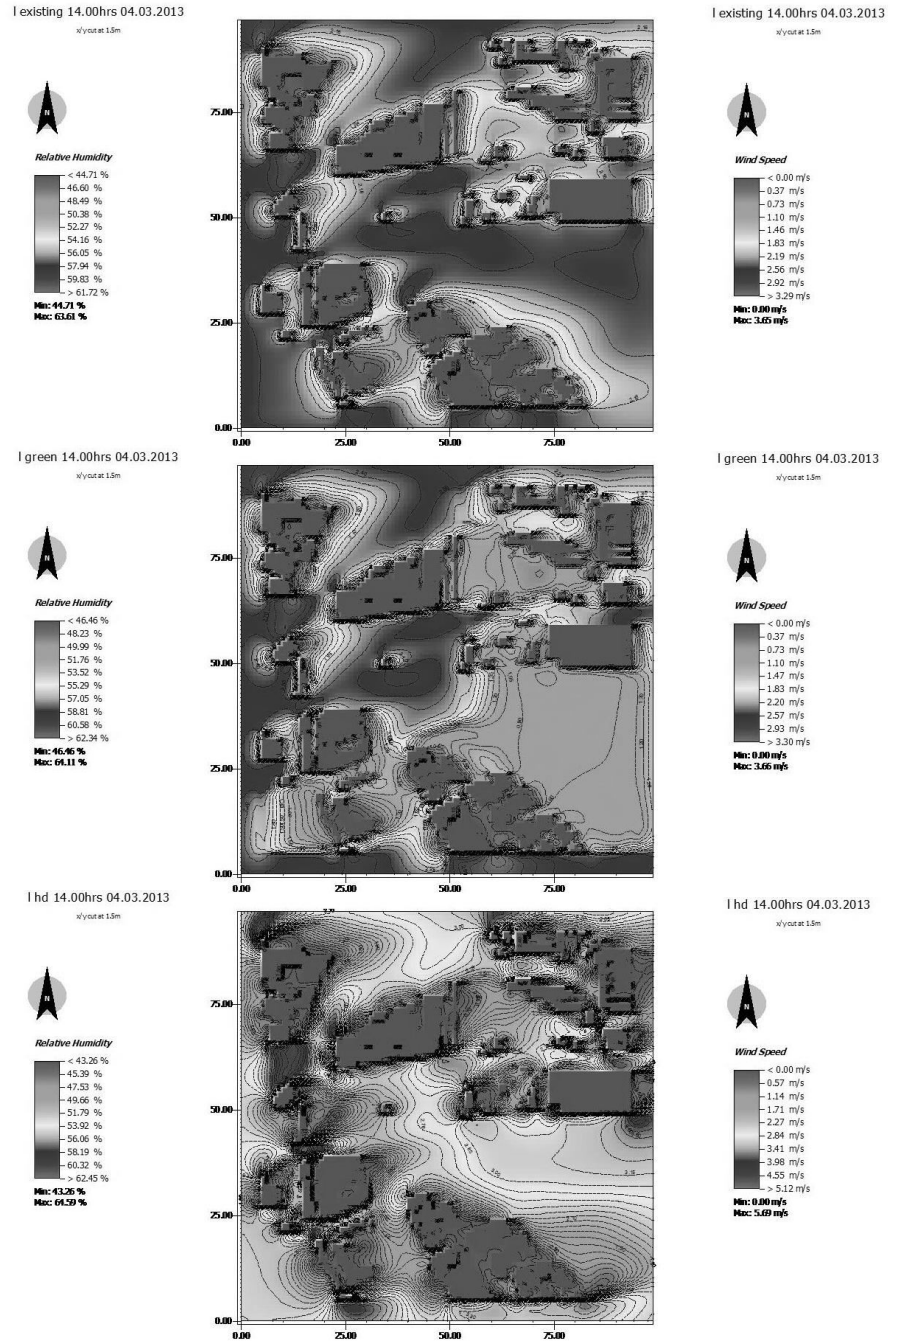 l existing 14.00hrs 04.03.2013
x/y cut at 1.5m
N
Relative Humidity
< 44.71 %
46.60 %
48.49 %
50.38 %
52.27 %
54.16 %
56.05 %
57.94 %
59.83 %
> 61.72 %
Min: 44.71 %
Max: 63.61 %
75.00
50.00
25.00
0.00
0.00
25.00
50.00
75.00
l existing 14.00hrs 04.03.2013
x/y cut at 1.5m
N
Wind Speed
< 0.00 m/s
0.37 m/s
0.73 m/s
1.10 m/s
1.46 m/s
1.83 m/s
2.19 m/s
2.56 m/s
2.92 m/s
> 3.29 m/s
Min: 0.00 m/s
Max: 3.65 m/s
l green 14.00hrs 04.03.2013
x/y cut at 1.5m
N
Relative Humidity
< 46.46 %
48.23 %
49.99 %
51.76 %
53.52 %
55.29 %
57.05 %
58.81 %
60.58 %
> 62.34 %
Min: 46.46 %
Max: 64.11 %
75.00
50.00
25.00
0.00
0.00
25.00
50.00
75.00
l green 14.00hrs 04.03.2013
x/y cut at 1.5m
N
Wind Speed
< 0.00 m/s
0.37 m/s
0.73 m/s
1.10 m/s
1.47 m/s
1.83 m/s
2.20 m/s
2.57 m/s
2.93 m/s
> 3.30 m/s
Min: 0.00 m/s
Max: 3.66 m/s
l hd 14.00hrs 04.03.2013
x/y cut at 1.5m
N
Relative Humidity
< 43.26 %
45.39 %
47.53 %
49.66 %
51.79 %
53.92 %
56.06 %
58.19 %
60.32 %
> 62.45 %
Min: 43.26 %
Max: 64.59 %
75.00
50.00
25.00
0.00
0.00
25.00
50.00
75.00
l hd 14.00hrs 04.03.2013
x/y cut at 1.5m
N
Wind Speed
< 0.00 m/s
0.57 m/s
1.14 m/s
1.71 m/s
2.27 m/s
2.84 m/s
3.41 m/s
3.98 m/s
4.55 m/s
> 5.12 m/s
Min: 0.00 m/s
Max: 5.69 m/s